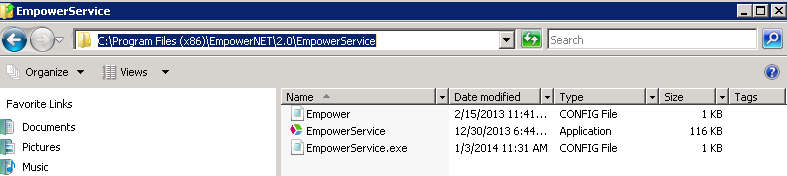 EmpowerService
C:\Program Files (x86)\EmpowerNET\2.0\EmpowerService
Search
Organize Views
Favorite Links
Documents
Pictures
Music
Name Date modified Type Size Tags
Empower 2/15/2013 11:41... CONFIG File 1 KB
EmpowerService 12/30/2013 6:44... Application 116 KB
EmpowerService.exe 1/3/2014 11:31 AM CONFIG File 1 KB